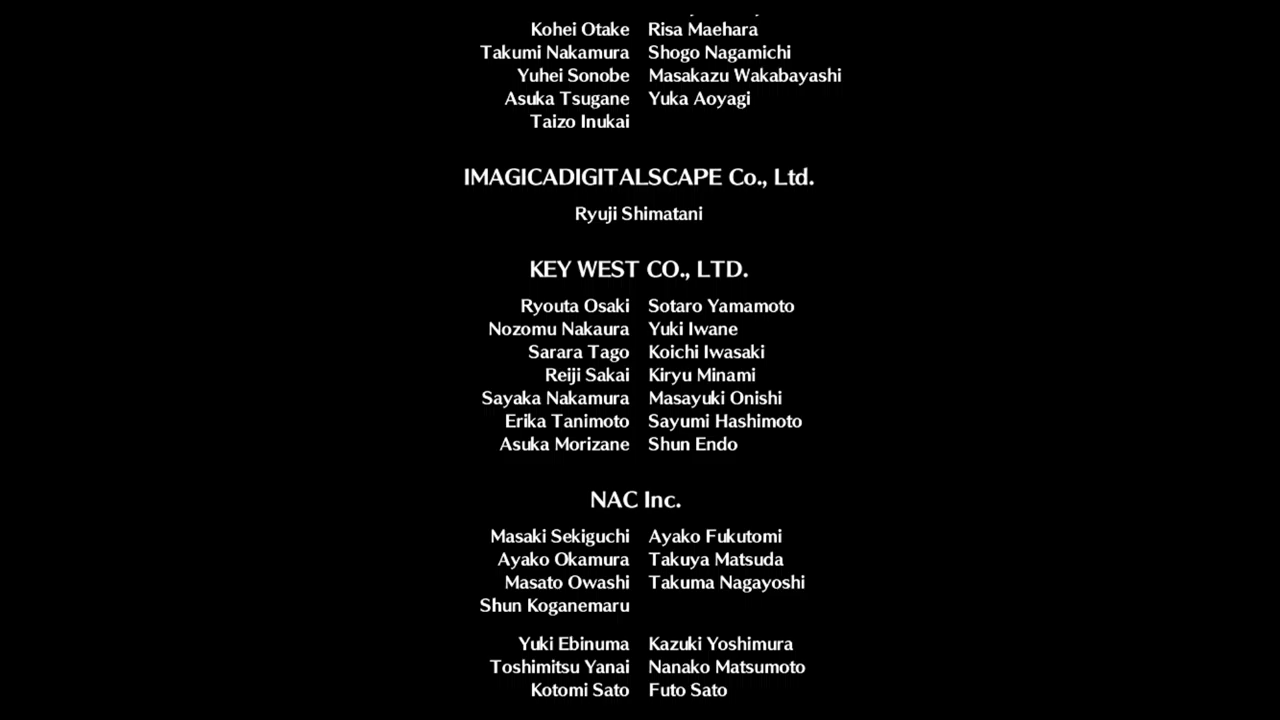 Kohei Otake Risa Maehara
Takumi Nakamura Shogo Nagamichi
Yuhei Sonobe Masakazu Wakabayashi
Asuka Tsugane Yuka Aoyagi
Taizo Inukai
IMAGICADIGITALSCAPE Co., Ltd.
Ryuji Shimatani
KEY WEST CO., LTD.
Ryouta Osaki Sotaro Yamamoto
Nozomu Nakaura Yuki Iwane
Sarara Tago Koichi Iwasaki
Reiji Sakai Kiryu Minami
Sayaka Nakamura Masayuki Onishi
Erika Tanimoto Sayumi Hashimoto
Asuka Morizane Shun Endo
NAC Inc.
Masaki Sekiguchi Ayako Fukutomi
Ayako Okamura Takuya Matsuda
Masato Owashi Takuma Nagayoshi
Shun Koganemaru
Yuki Ebinuma Kazuki Yoshimura
Toshimitsu Yanai Nanako Matsumoto
Kotomi Sato Futo Sato